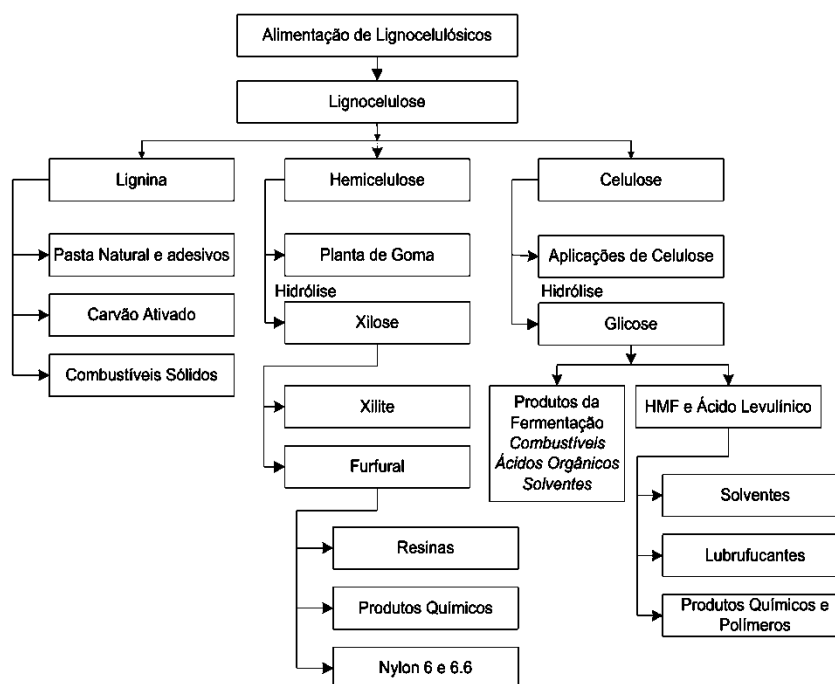 Alimentação de Lignocelulósicos
Lignocelulose
Lignina
Hemicelulose
Celulose
Pasta Natural e adesivos
Planta de Goma
Aplicações de Celulose
Hidrólise
Hidrólise
Carvão Ativado
Xilose
Glicose
Combustíveis Sólidos
Xilite
Produtos da
Fermentação
Combustíveis
Ácidos Orgânicos
Solventes
HMF e Ácido Levulínico
Furfural
Solventes
Resinas
Lubrufucantes
Produtos Químicos
Produtos Químicos e
Polímeros
Nylon 6 e 6.6